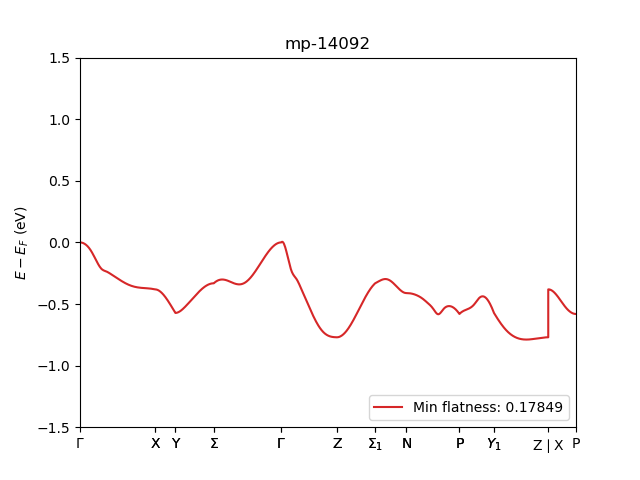 mp-14092
1.5
1.0
0.5
0.0
−0.5
−1.0
−1.5
E − E_F (eV)
Min flatness: 0.17849
Γ X Y Σ Γ Z Σ₁ N P Y₁ Z | X P